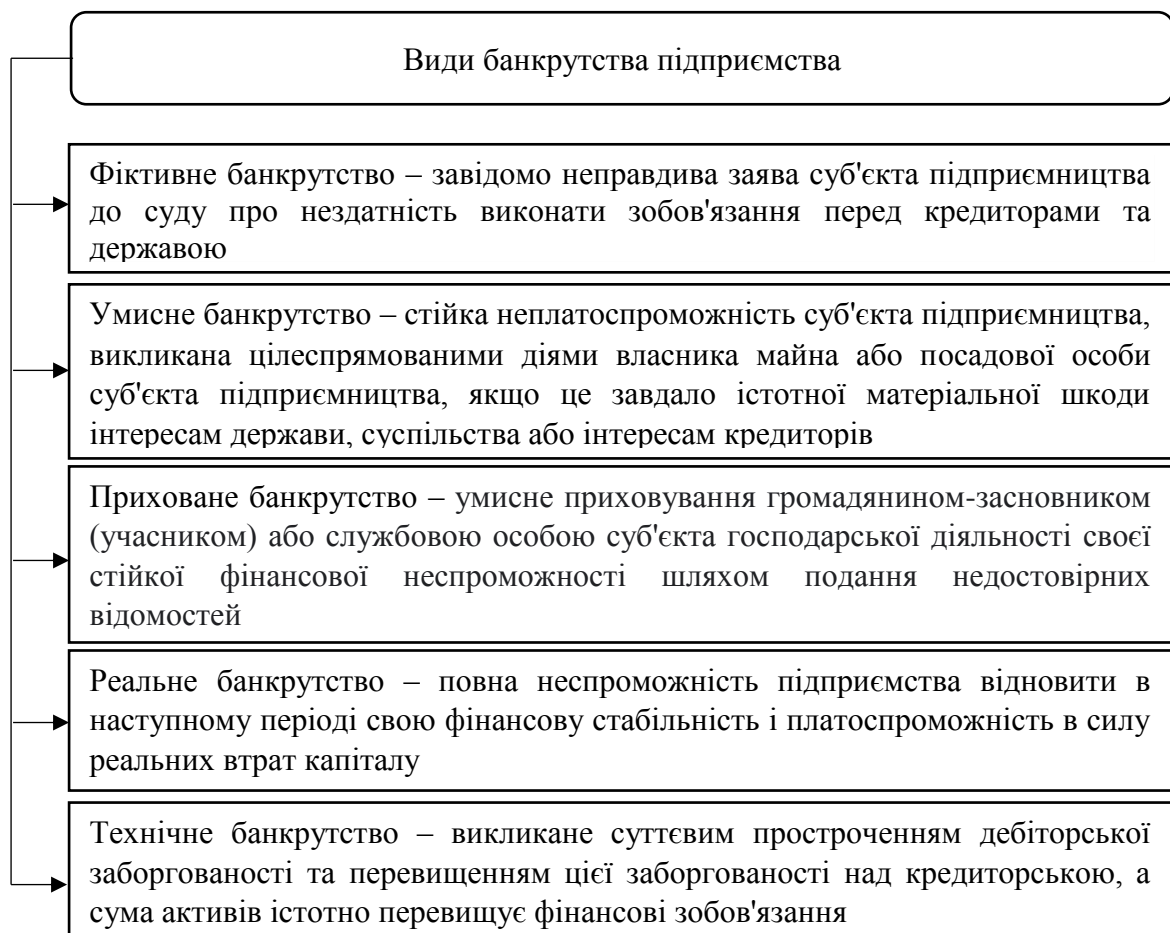 Види банкрутства підприємства
Фіктивне банкрутство – завідомо неправдива заява суб'єкта підприємництва
до суду про нездатність виконати зобов'язання перед кредиторами та
державою
Умисне банкрутство – стійка неплатоспроможність суб'єкта підприємництва,
викликана цілеспрямованими діями власника майна або посадової особи
суб'єкта підприємництва, якщо це завдало істотної матеріальної шкоди
інтересам держави, суспільства або інтересам кредиторів
Приховане банкрутство – умисне приховування громадянином-засновником
(учасником) або службовою особою суб'єкта господарської діяльності своєї
стійкої фінансової неспроможності шляхом подання недостовірних
відомостей
Реальне банкрутство – повна неспроможність підприємства відновити в
наступному періоді свою фінансову стабільність і платоспроможність в силу
реальних втрат капіталу
Технічне банкрутство – викликане суттєвим простроченням дебіторської
заборгованості та перевищенням цієї заборгованості над кредиторською, а
сума активів істотно перевищує фінансові зобов'язання